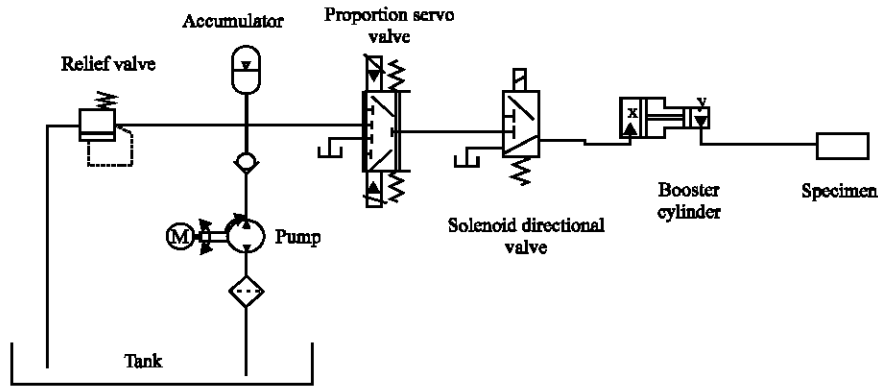 Proportion servo
valve
Accumulator
Relief valve
x
y
M
Pump
Solenoid directional
valve
Booster
cylinder
Specimen
Tank